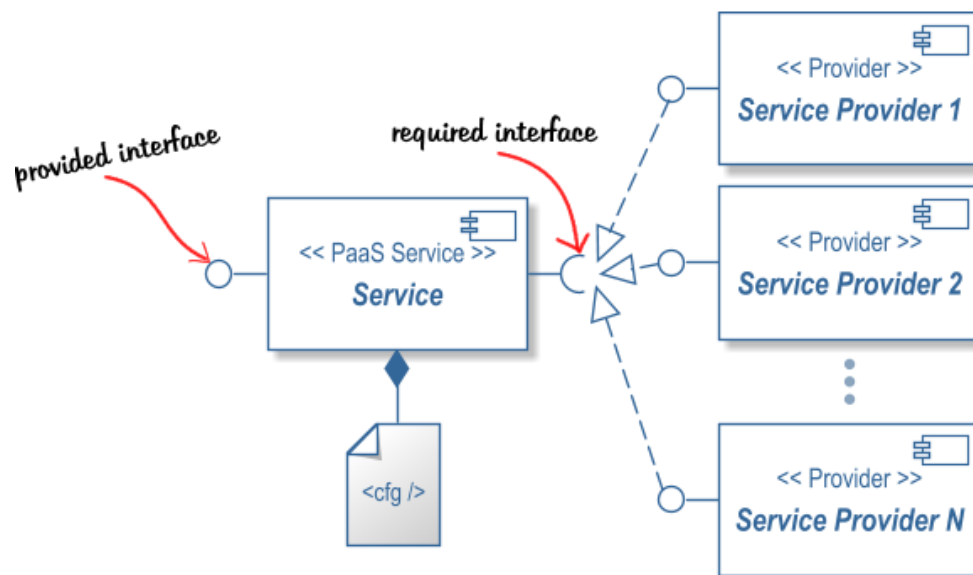 << Provider >>
Service Provider 1
provided interface
required interface
<< PaaS Service >>
Service
<< Provider >>
Service Provider 2
<cfg />
<< Provider >>
Service Provider N